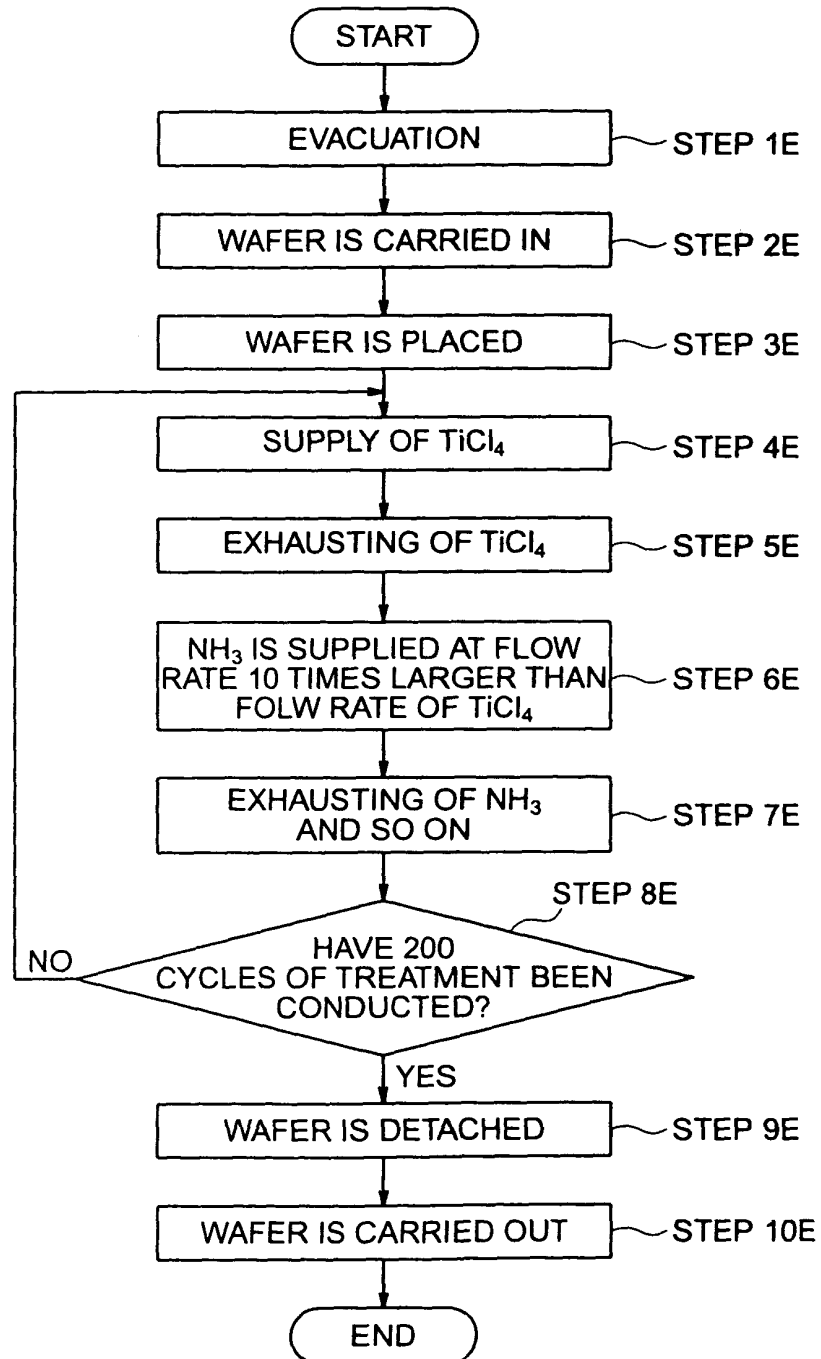 START
EVACUATION
STEP 1E
WAFER IS CARRIED IN
STEP 2E
WAFER IS PLACED
STEP 3E
SUPPLY OF TiCl₄
STEP 4E
EXHAUSTING OF TiCl₄
STEP 5E
NH₃ IS SUPPLIED AT FLOW
RATE 10 TIMES LARGER THAN
FOLW RATE OF TiCl₄
STEP 6E
EXHAUSTING OF NH₃
AND SO ON
STEP 7E
STEP 8E
HAVE 200
CYCLES OF TREATMENT BEEN
CONDUCTED?
NO
YES
WAFER IS DETACHED
STEP 9E
WAFER IS CARRIED OUT
STEP 10E
END